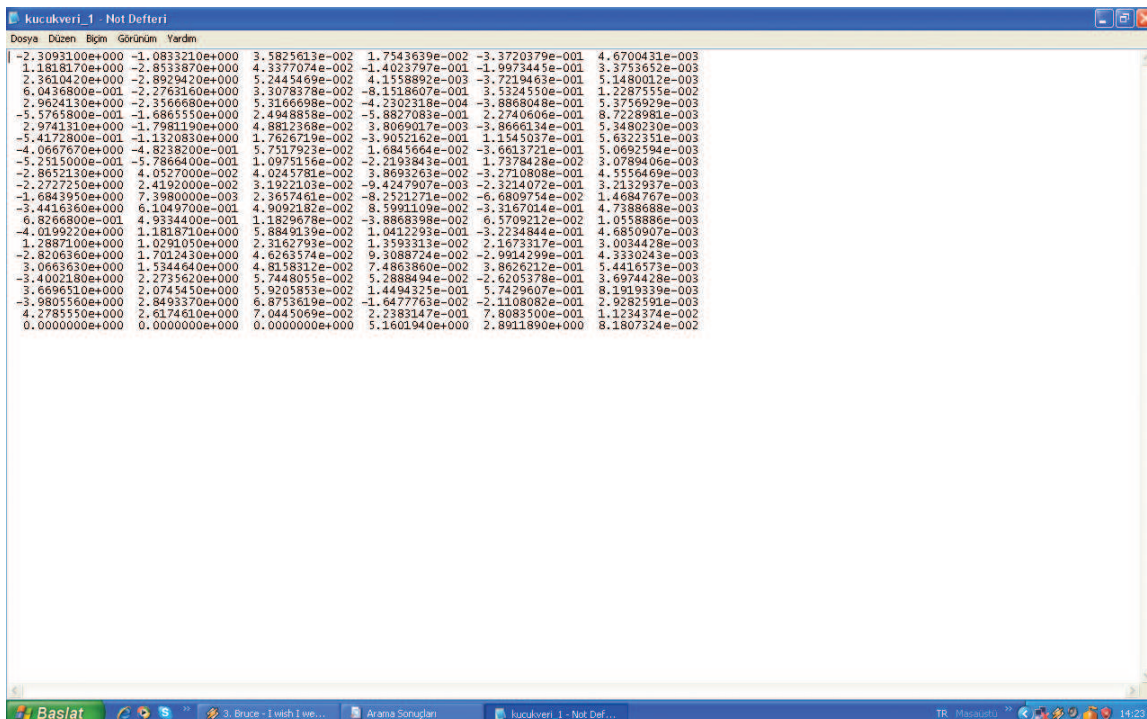 kucukveri_1 - Not Defteri
Dosya Düzen Biçim Görünüm Yardım
-2.3093100e+000 -1.0833210e+000 3.5825613e-002 1.7543639e-002 -3.3720379e-001 4.6700431e-003
1.1818170e+000 -2.8533870e+000 4.3377074e-002 -1.4023797e-001 -1.9973445e-001 3.3753652e-003
2.3610420e+000 -2.8929420e+000 5.2445469e-002 4.1558892e-003 -3.7219463e-001 5.1480012e-003
6.0436800e-001 -2.2763160e+000 3.3078378e-002 -8.1518607e-002 3.5324550e-001 1.2287555e-002
2.9624130e+000 -2.3566680e+000 5.3166698e-002 -4.2302318e-004 -3.8868048e-001 5.3756929e-003
-5.5765800e-001 -1.6865550e+000 2.4948858e-002 -5.8827083e-002 2.2740606e-001 8.7228981e-003
2.9741310e+000 -1.7981190e+000 4.8812368e-002 3.8069017e-003 -3.8666134e-001 5.3480230e-003
-5.4172800e-001 -1.1320830e+000 1.7626719e-002 -3.9052162e-001 1.1545037e-001 5.6322351e-003
-4.0667670e+000 -4.8238200e-001 5.7517923e-002 1.6845664e-002 -3.6613721e-001 5.0692594e-003
-5.2515000e-001 -5.7866400e-001 1.0975156e-002 -2.2193843e-001 1.7378428e-002 3.0789406e-003
-2.8652130e+000 4.0527000e-002 4.0245781e-002 3.8693263e-002 -3.2710808e-001 4.5556469e-003
-2.2727250e+000 2.4192000e-002 3.1922103e-002 -9.4247907e-003 -2.3214072e-001 3.2132937e-003
-1.6843950e+000 7.3980000e-003 2.3657461e-002 -8.2521271e-002 -6.6809754e-002 1.4684767e-003
-3.4416360e+000 6.1049700e-001 4.9092182e-002 8.5991109e-002 -3.3167014e-001 4.7388688e-003
6.8266800e-001 4.9334400e-001 1.1829678e-002 -3.8868398e-002 6.5709212e-002 1.0558886e-003
-4.0199220e+000 1.1818710e+000 5.8849139e-002 1.0412293e-001 -3.2234844e-001 4.6850907e-003
1.2887100e+000 1.0291050e+000 2.3162793e-002 1.3593313e-002 2.1673317e-001 3.0034428e-003
-2.8206360e+000 1.7012430e+000 4.6263574e-002 9.3088724e-002 -2.9914299e-001 4.3330243e-003
3.0663630e+000 1.5344640e+000 4.8158312e-002 7.4863860e-002 3.8626212e-001 5.4416573e-003
-3.4002180e+000 2.2735620e+000 5.7448055e-002 5.2888494e-002 -2.6205378e-001 3.6974428e-003
3.6696510e+000 2.0745450e+000 5.9205853e-002 1.4494325e-001 5.7429607e-001 8.1919339e-003
-3.9805560e+000 2.8493370e+000 6.8753619e-002 -1.6477763e-002 -2.1108082e-001 2.9282591e-003
4.2785550e+000 2.6174610e+000 7.0445069e-002 2.2383147e-001 7.8083500e-001 1.1234374e-002
0.0000000e+000 0.0000000e+000 0.0000000e+000 5.1601940e+000 2.8911890e+000 8.1807324e-002
Başlat 3. Bruce - I wish I we... Arama Sonuçları kucukveri_1 - Not Def... TR Masaüstü 14:23